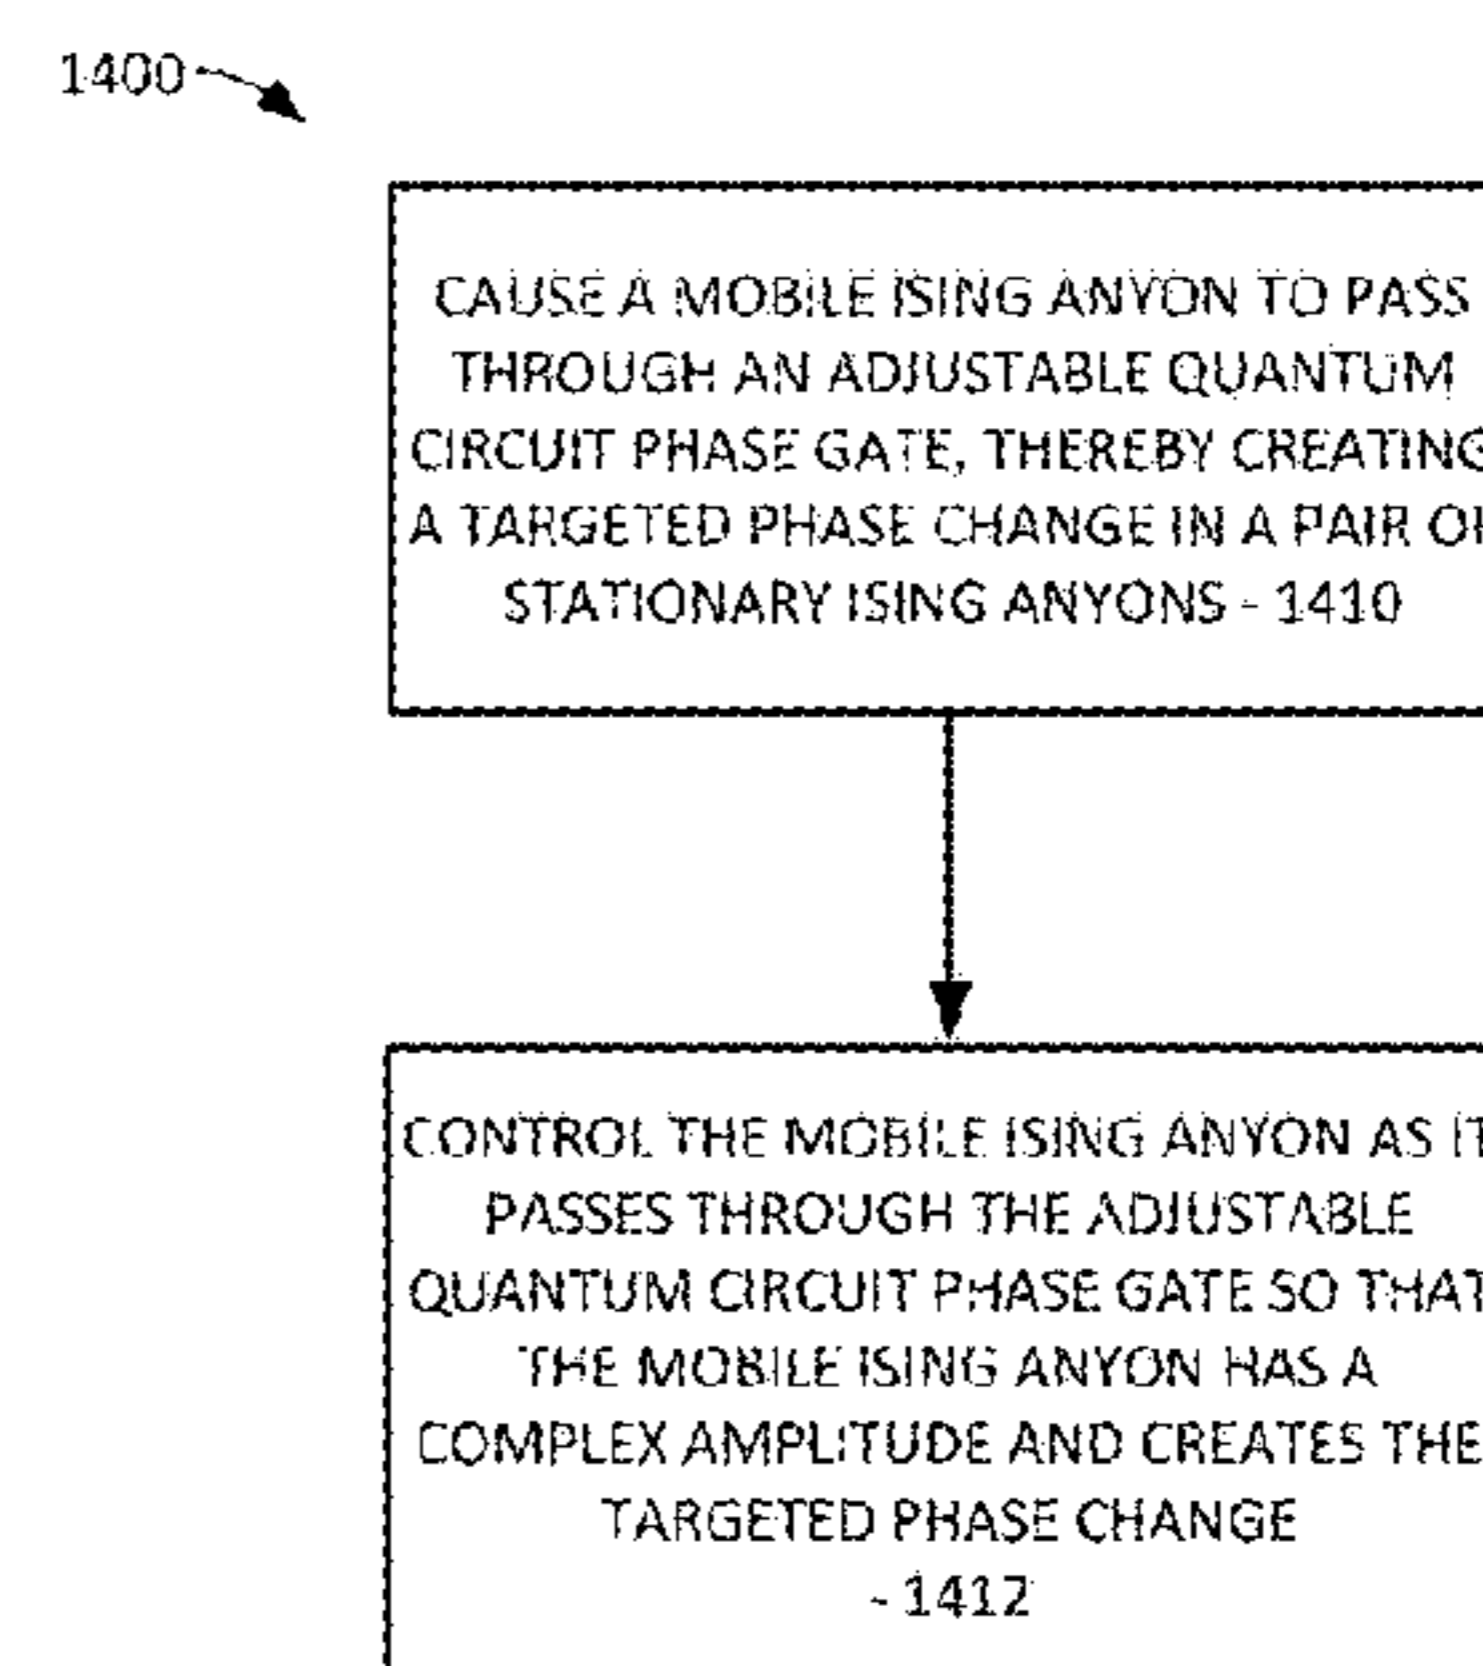 1400
CAUSE A MOBILE ISING ANYON TO PASS
THROUGH AN ADJUSTABLE QUANTUM
CIRCUIT PHASE GATE, THEREBY CREATING
A TARGETED PHASE CHANGE IN A PAIR OF
STATIONARY ISING ANYONS - 1410
CONTROL THE MOBILE ISING ANYON AS IT
PASSES THROUGH THE ADJUSTABLE
QUANTUM CIRCUIT PHASE GATE SO THAT
THE MOBILE ISING ANYON HAS A
COMPLEX AMPLITUDE AND CREATES THE
TARGETED PHASE CHANGE
- 1412